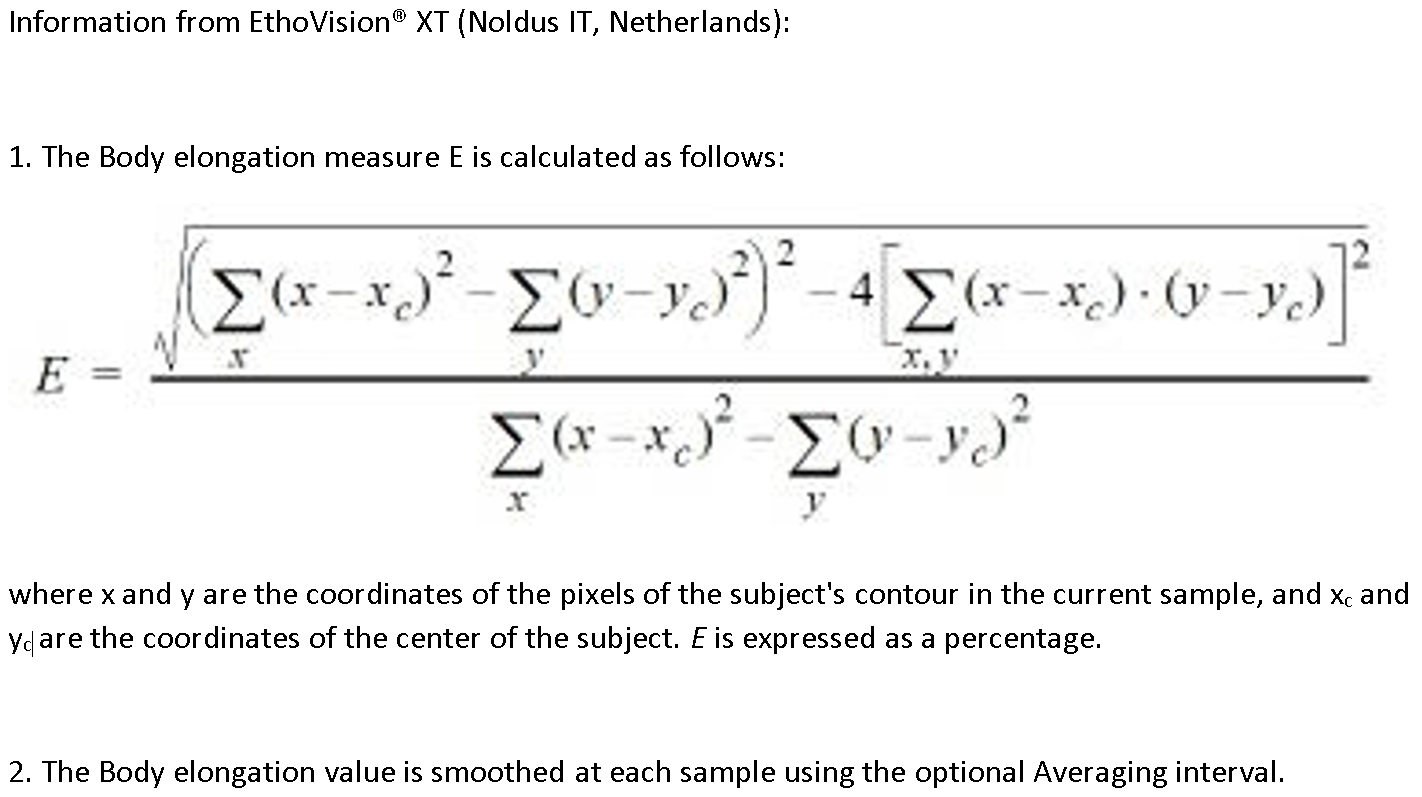 Information from EthoVision® XT (Noldus IT, Netherlands):
1. The Body elongation measure E is calculated as follows:
E = \frac{\sqrt{\left(\sum_{x}(x-x_c)^2-\sum_{y}(y-y_c)^2\right)^2-4\left[\sum_{x,y}(x-x_c)\cdot(y-y_c)\right]^2}}{\sum_{x}(x-x_c)^2-\sum_{y}(y-y_c)^2}
where x and y are the coordinates of the pixels of the subject's contour in the current sample, and x_c and
y_c are the coordinates of the center of the subject. E is expressed as a percentage.
2. The Body elongation value is smoothed at each sample using the optional Averaging interval.